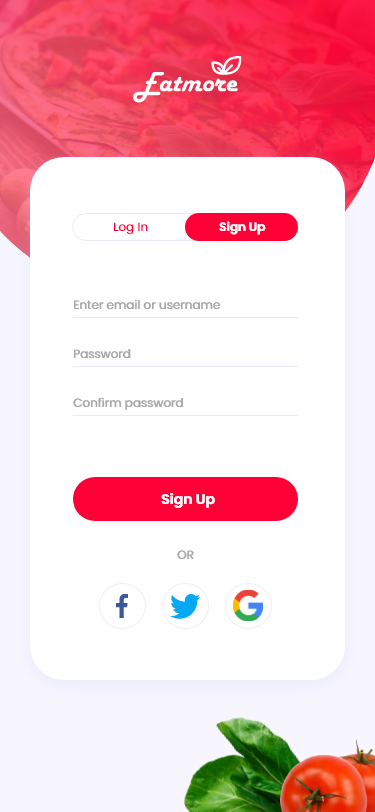 Eatmore
Log In
Sign Up
Enter email or username
Password
Confirm password
Sign Up
OR